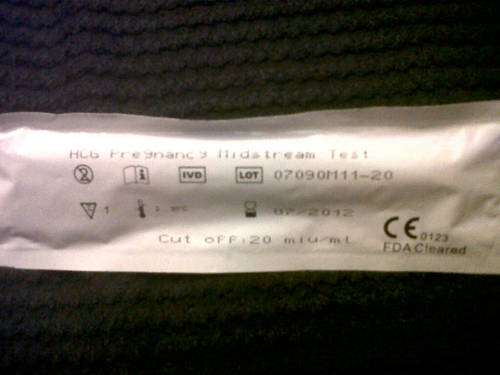 HCG Pregnancy Midstream Test
2 i IVD LOT 07090M11-20
1 07/2012
Cut off:20 miu/ml
CE 0123
FDA Cleared